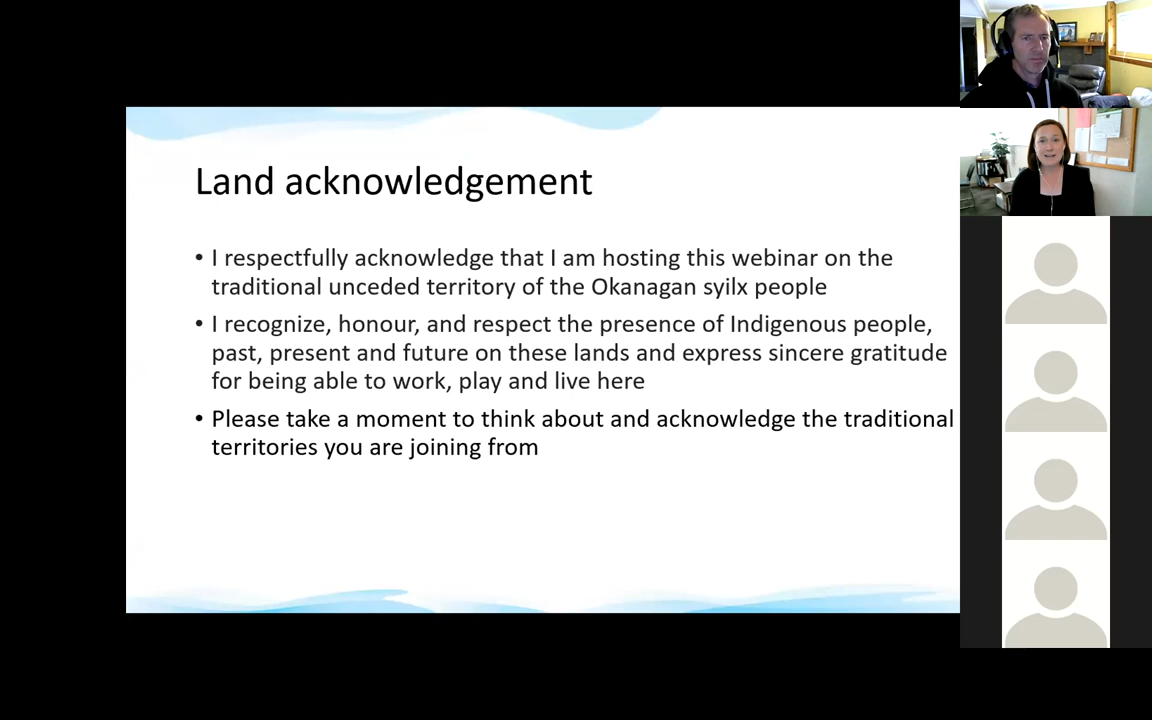 Land acknowledgement
• I respectfully acknowledge that I am hosting this webinar on the
traditional unceded territory of the Okanagan syilx people
• I recognize, honour, and respect the presence of Indigenous people,
past, present and future on these lands and express sincere gratitude
for being able to work, play and live here
• Please take a moment to think about and acknowledge the traditional
territories you are joining from